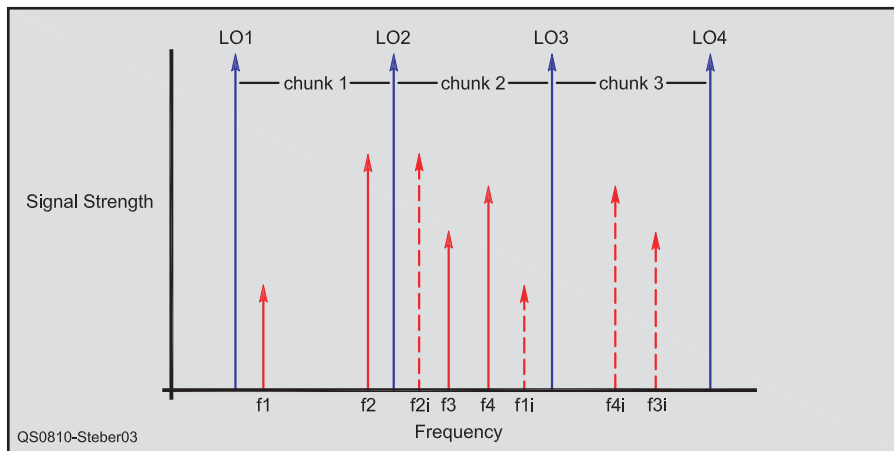 LO1 LO2 LO3 LO4
chunk 1 chunk 2 chunk 3
Signal Strength
f1 f2 f2i f3 f4 f1i f4i f3i
Frequency
QS0810-Steber03